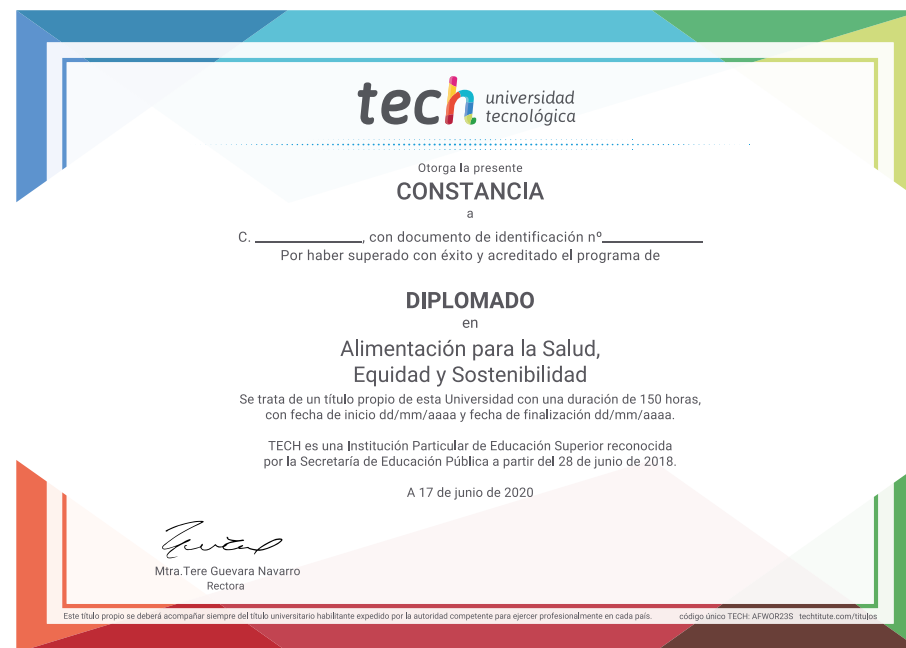 tech universidad
tecnológica
Otorga la presente
CONSTANCIA
a
C. ____________, con documento de identificación nº____________
Por haber superado con éxito y acreditado el programa de
DIPLOMADO
en
Alimentación para la Salud,
Equidad y Sostenibilidad
Se trata de un título propio de esta Universidad con una duración de 150 horas,
con fecha de inicio dd/mm/aaaa y fecha de finalización dd/mm/aaaa.
TECH es una Institución Particular de Educación Superior reconocida
por la Secretaría de Educación Pública a partir del 28 de junio de 2018.
A 17 de junio de 2020
Mtra.Tere Guevara Navarro
Rectora
Este título propio se deberá acompañar siempre del título universitario habilitante expedido por la autoridad competente para ejercer profesionalmente en cada país. código único TECH: AFWOR23S techtitute.com/titulos